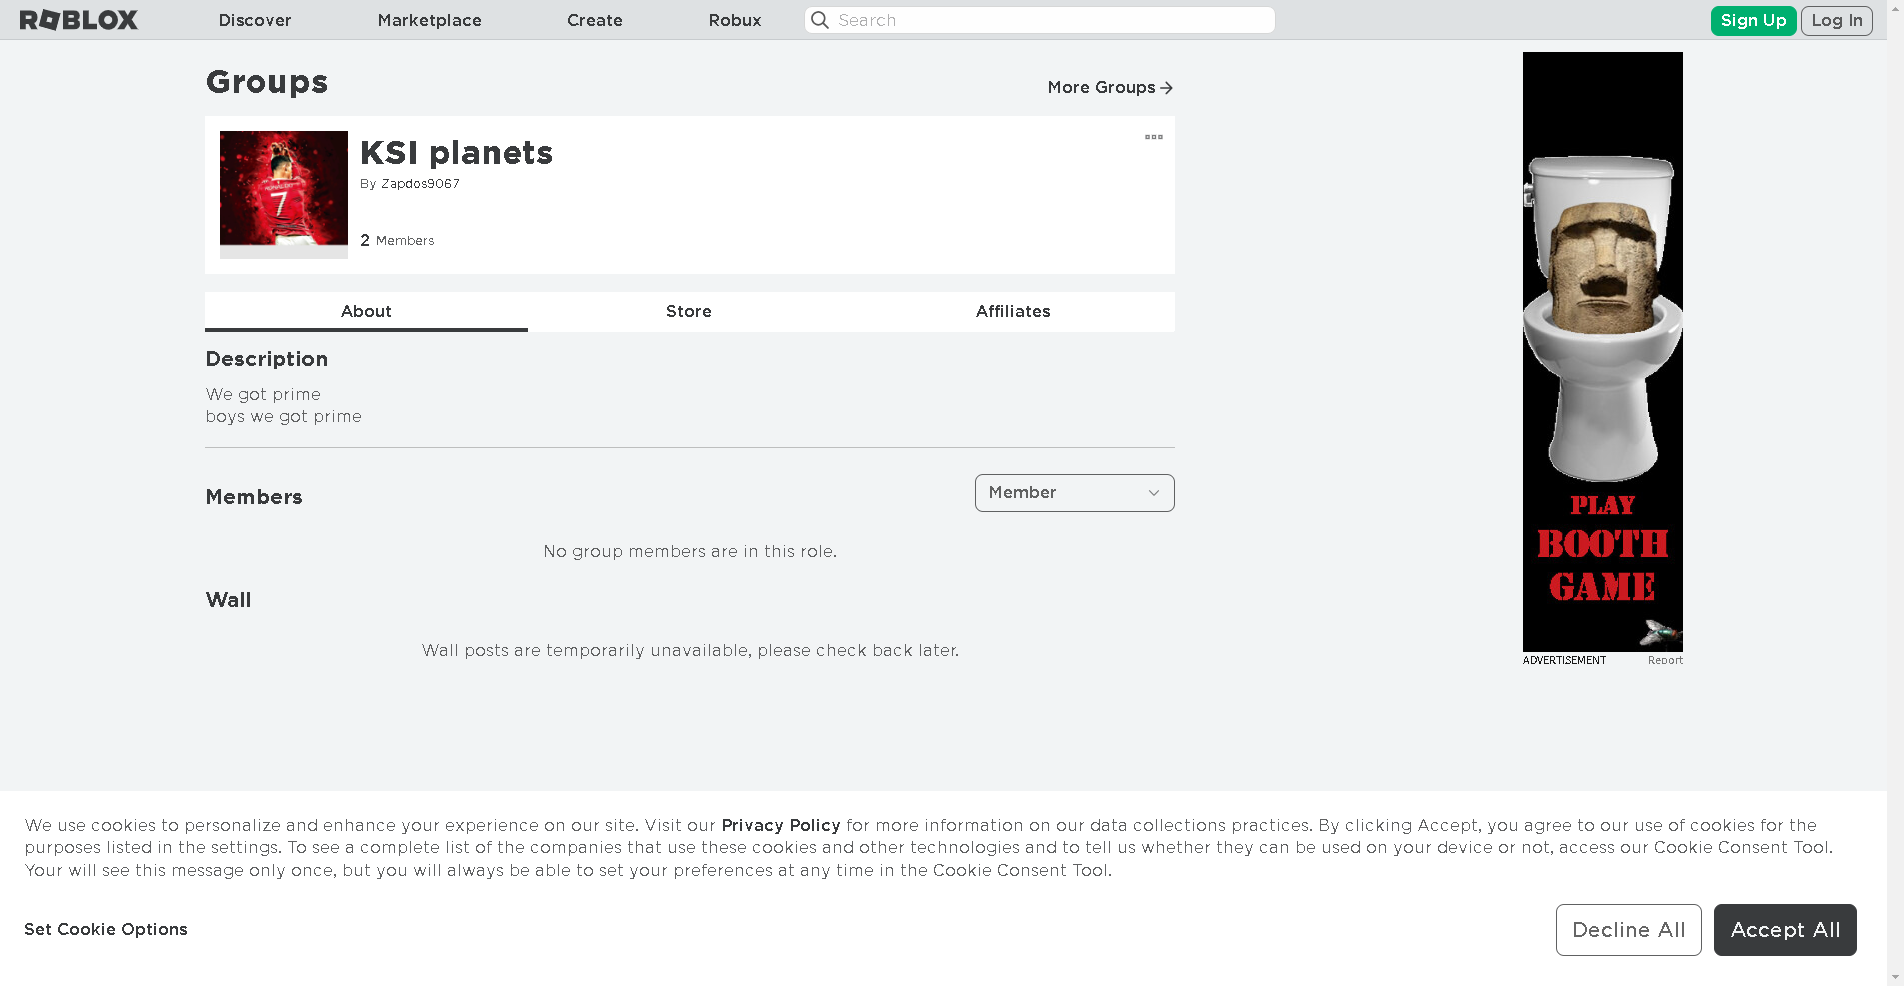 ROBLOX
Discover
Marketplace
Create
Robux
Search
Sign Up
Log In
Groups
More Groups
KSI planets
By Zapdos9067
2 Members
About
Store
Affiliates
Description
We got prime
boys we got prime
Members
Member
No group members are in this role.
Wall
Wall posts are temporarily unavailable, please check back later.
RONALDO
7
PLAY
BOOTH
GAME
ADVERTISEMENT
Report
We use cookies to personalize and enhance your experience on our site. Visit our Privacy Policy for more information on our data collections practices. By clicking Accept, you agree to our use of cookies for the
purposes listed in the settings. To see a complete list of the companies that use these cookies and other technologies and to tell us whether they can be used on your device or not, access our Cookie Consent Tool.
Your will see this message only once, but you will always be able to set your preferences at any time in the Cookie Consent Tool.
Set Cookie Options
Decline All
Accept All